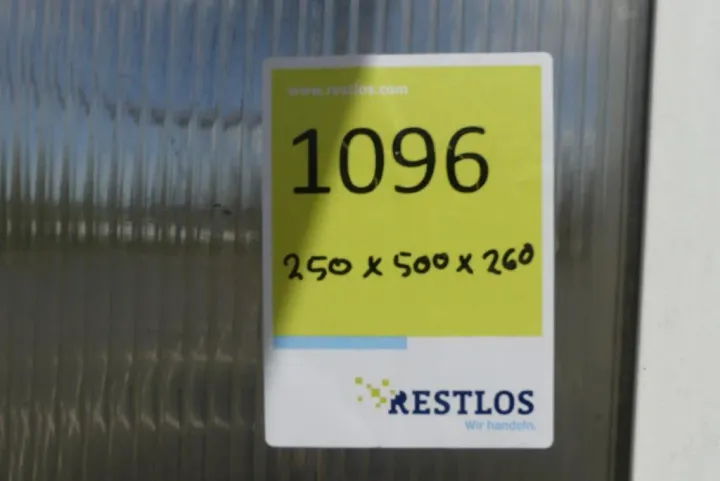 www.restlos.com
1096
250 x 500 x 260
RESTLOS
Wir handeln.